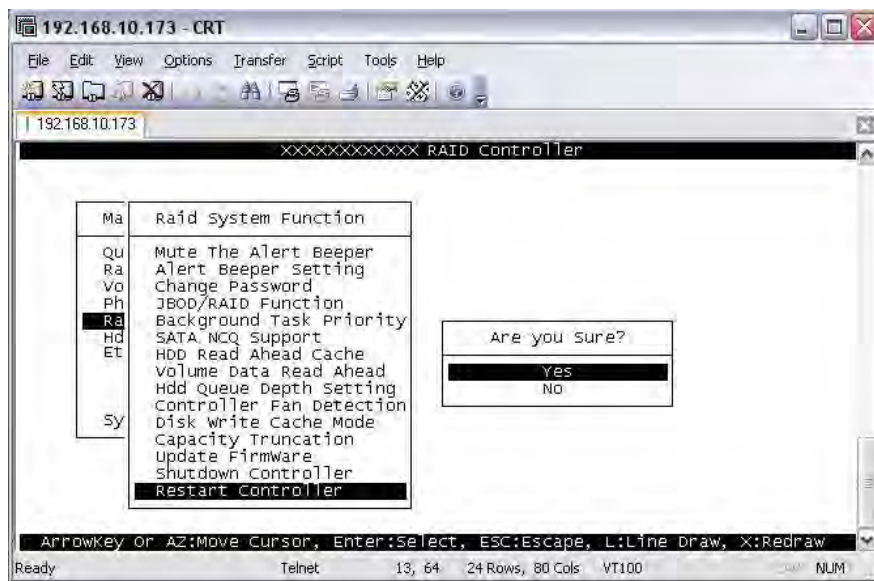 192.168.10.173 - CRT
File Edit View Options Transfer Script Tools Help
192.168.10.173
XXXXXXXXXXXX RAID Controller
Ma
Qu
Ra
Vo
Ph
Ra
Hd
Et
Sy
Raid System Function
Mute The Alert Beeper
Alert Beeper Setting
Change Password
JBOD/RAID Function
Background Task Priority
SATA NCQ Support
HDD Read Ahead Cache
Volume Data Read Ahead
Hdd Queue Depth Setting
Controller Fan Detection
Disk Write Cache Mode
Capacity Truncation
Update FirmWare
Shutdown Controller
Restart Controller
Are you Sure?
Yes
No
ArrowKey Or AZ:Move Cursor, Enter:Select, ESC:Escape, L:Line Draw, X:Redraw
Ready Telnet 13, 64 24 Rows, 80 Cols VT100 NUM